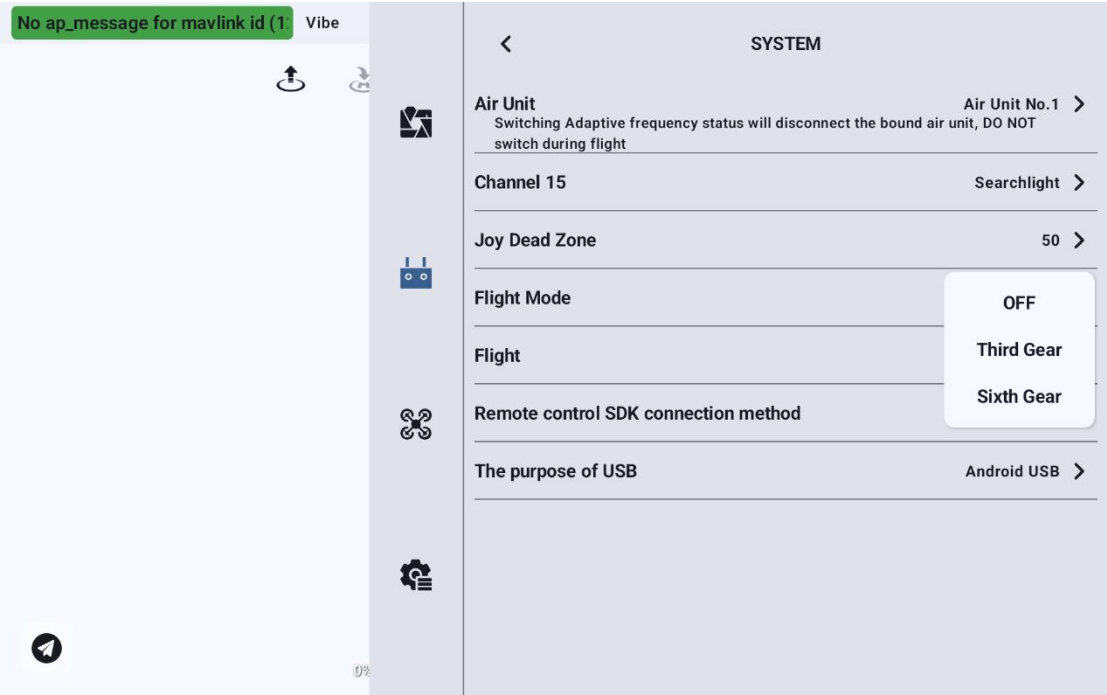 No ap_message for mavlink id (1
Vibe
SYSTEM
Air Unit
Air Unit No.1
Switching Adaptive frequency status will disconnect the bound air unit, DO NOT
switch during flight
Channel 15
Searchlight
Joy Dead Zone
50
Flight Mode
OFF
Third Gear
Sixth Gear
Flight
Remote control SDK connection method
The purpose of USB
Android USB
0%